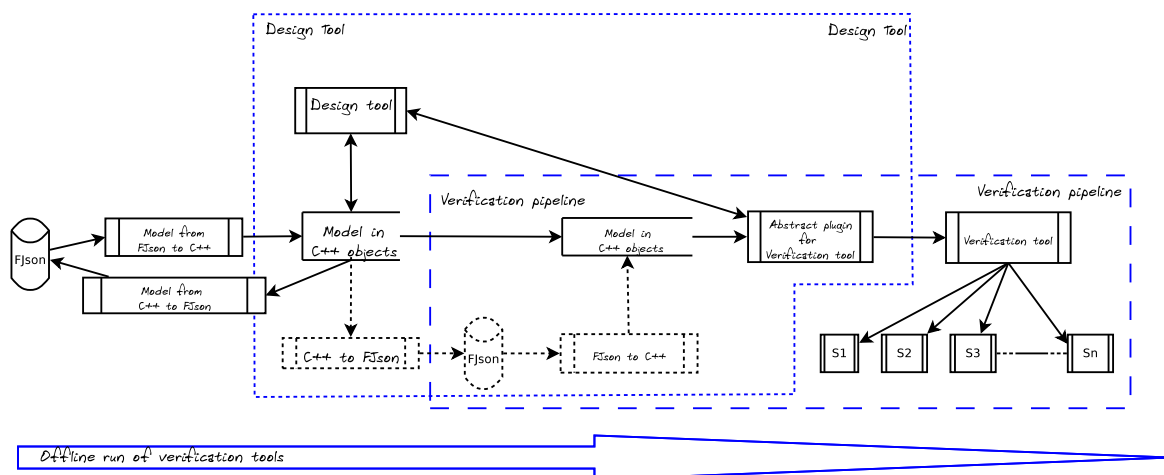 Design Tool
Design Tool
Design tool
Verification pipeline
Verification pipeline
FJson
Model from
FJson to C++
Model in
C++ objects
Model in
C++ objects
Abstract plugin
for
Verification tool
Verification tool
Model from
C++ to FJson
C++ to FJson
FJson
FJson to C++
S1
S2
S3
Sn
Offline run of verification tools